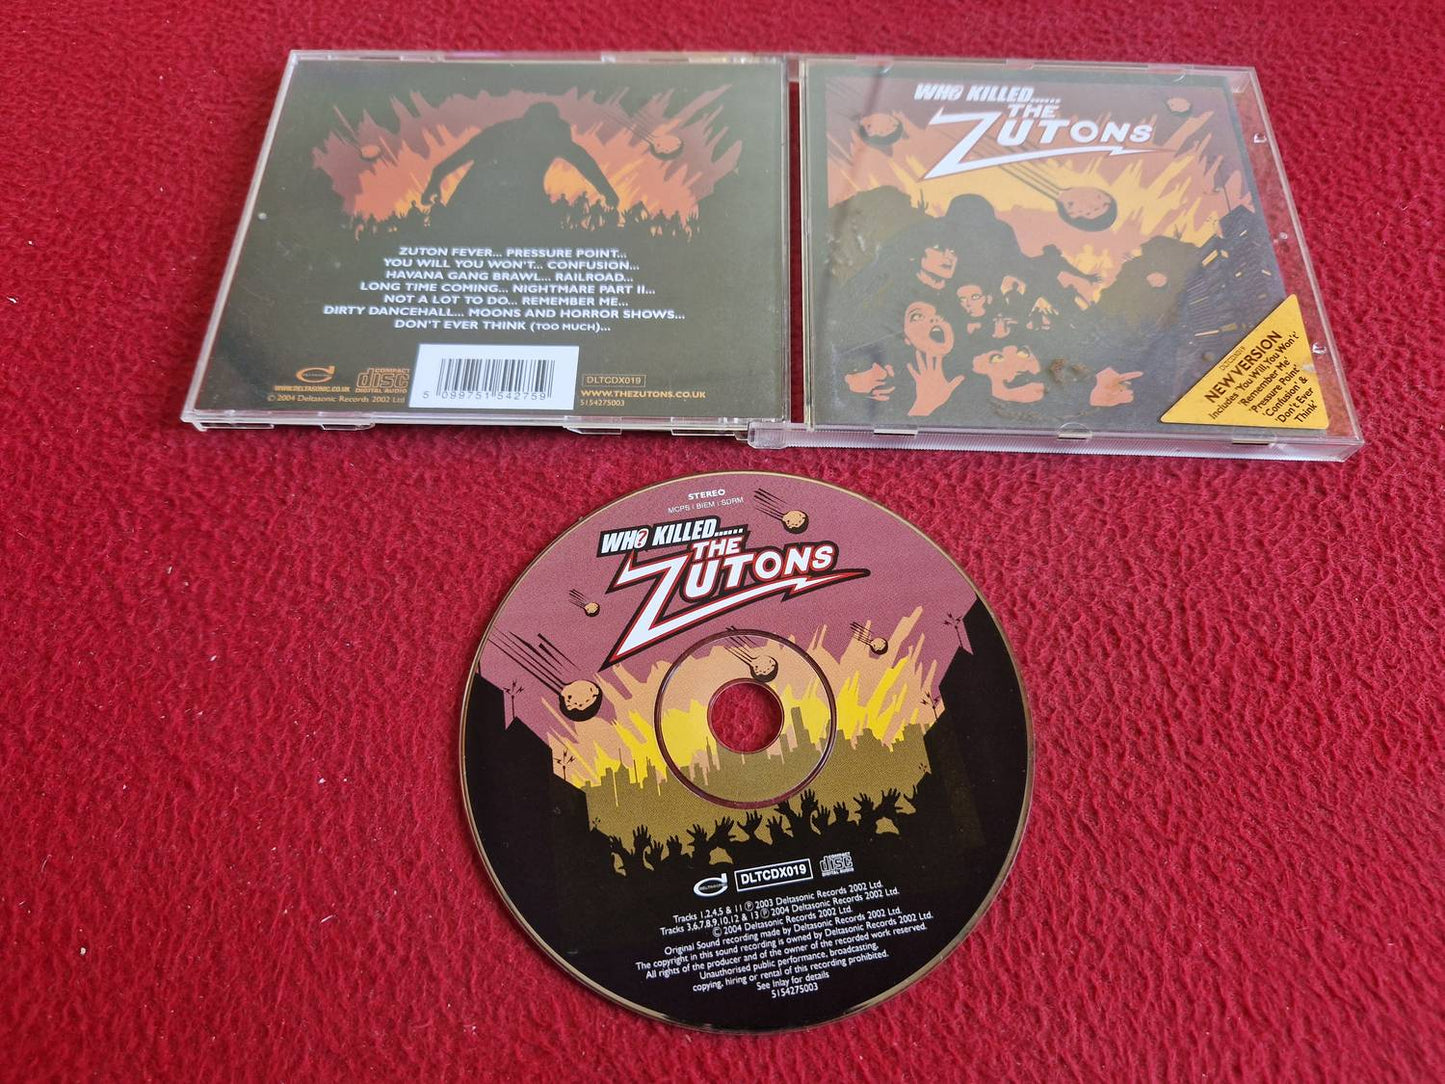 ZUTON FEVER... PRESSURE POINT...
YOU WILL YOU WON'T... CONFUSION...
HAVANA GANG BRAWL... RAILROAD...
LONG TIME COMING... NIGHTMARE PART II...
NOT A LOT TO DO... REMEMBER ME...
DIRTY DANCEHALL... MOONS AND HORROR SHOWS...
DON'T EVER THINK (TOO MUCH)...
DELTASONIC
WWW.DELTASONIC.CO.UK
COMPACT
disc
DIGITAL AUDIO
© 2004 Deltasonic Records 2002 Ltd
5 099751 542759
DLTCDX019
WWW.THEZUTONS.CO.UK
5154275003
WHO KILLED......
THE
ZUTONS
DLTCDX019
NEW VERSION
Includes 'You Will, You Won't'
'Remember Me'
'Pressure Point'
'Confusion' &
'Don't Ever
Think'
STEREO
MCPS | BIEM | SDRM
WHO KILLED......
THE
ZUTONS
DELTASONIC
DLTCDX019
COMPACT
disc
DIGITAL AUDIO
Tracks 1,2,4,5 & 11 ℗ 2003 Deltasonic Records 2002 Ltd.
Tracks 3,6,7,8,9,10,12 & 13 ℗ 2004 Deltasonic Records 2002 Ltd.
© 2004 Deltasonic Records 2002 Ltd.
Original Sound recording made by Deltasonic Records 2002 Ltd.
The copyright in this sound recording is owned by Deltasonic Records 2002 Ltd.
All rights of the producer and of the owner of the recorded work reserved.
Unauthorised public performance, broadcasting,
copying, hiring or rental of this recording prohibited.
See Inlay for details
5154275003